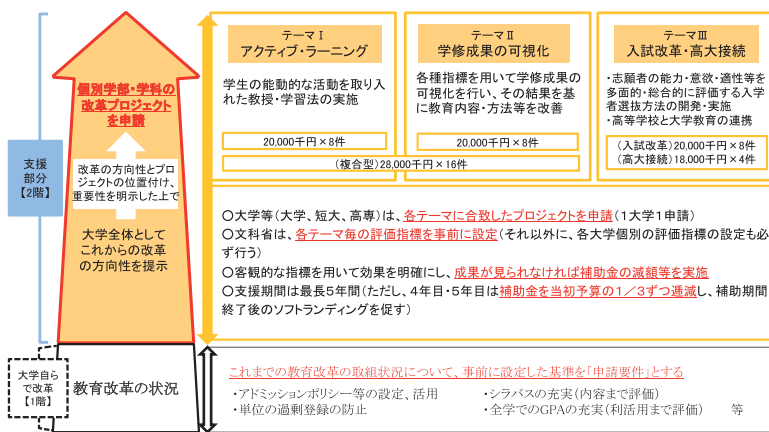 支援
部分
【2階】
大学自ら
で改革
【1階】
個別学部・学科の
改革プロジェクト
を申請
改革の方向性とプロ
ジェクトの位置付け、
重要性を明示した上で
大学全体として
これからの改革
の方向性を提示
教育改革の状況
テーマⅠ
アクティブ・ラーニング
学生の能動的な活動を取り入
れた教授・学習法の実施
20,000千円×8件
テーマⅡ
学修成果の可視化
各種指標を用いて学修成果の
可視化を行い、その結果を基
に教育内容・方法等を改善
20,000千円×8件
(複合型)28,000千円×16件
テーマⅢ
入試改革・高大接続
・志願者の能力・意欲・適性等を
多面的・総合的に評価する入学
者選抜方法の開発・実施
・高等学校と大学教育の連携
(入試改革)20,000千円×8件
(高大接続)18,000千円×4件
○大学等(大学、短大、高専)は、各テーマに合致したプロジェクトを申請(1大学1申請)
○文科省は、各テーマ毎の評価指標を事前に設定(それ以外に、各大学個別の評価指標の設定も必
ず行う)
○客観的な指標を用いて効果を明確にし、成果が見られなければ補助金の減額等を実施
○支援期間は最長5年間(ただし、4年目・5年目は補助金を当初予算の1/3ずつ逓減し、補助期間
終了後のソフトランディングを促す)
これまでの教育改革の取組状況について、事前に設定した基準を「申請要件」とする
・アドミッションポリシー等の設定、活用 ・シラバスの充実(内容まで評価)
・単位の過剰登録の防止 ・全学でのGPAの充実(利活用まで評価) 等